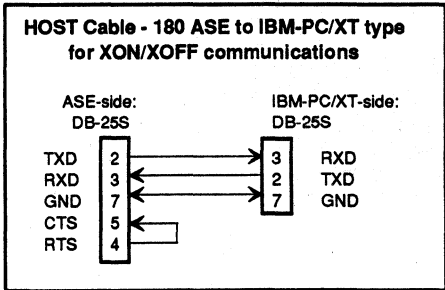 HOST Cable - 180 ASE to IBM-PC/XT type
for XON/XOFF communications
ASE-side: IBM-PC/XT-side:
DB-25S DB-25S
TXD 2 3 RXD
RXD 3 2 TXD
GND 7 7 GND
CTS 5
RTS 4